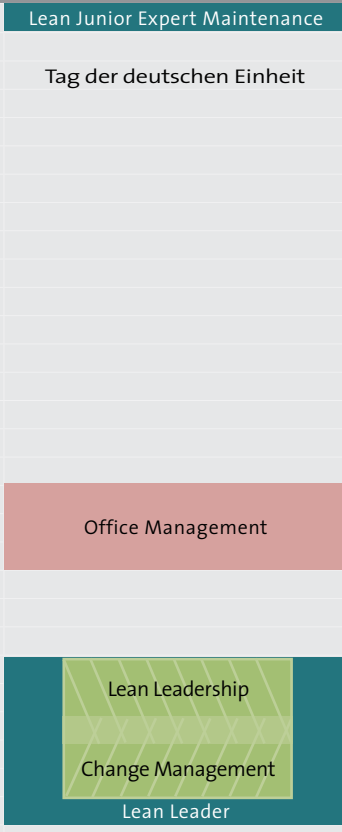 Lean Junior Expert Maintenance
Tag der deutschen Einheit
Office Management
Lean Leadership
Change Management
Lean Leader